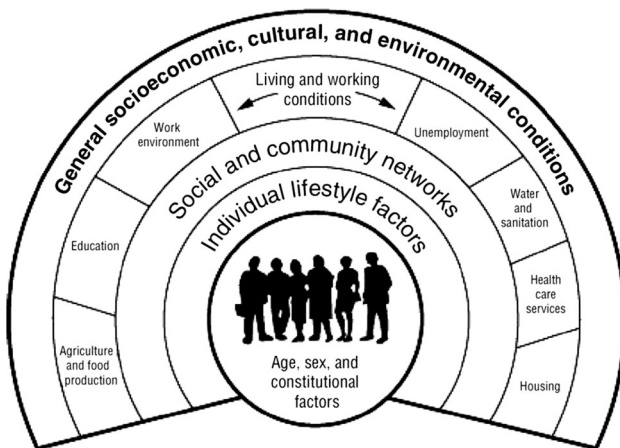 General socioeconomic, cultural, and environmental conditions
Living and working
conditions
Work
environment
Unemployment
Social and community networks
Water
and
sanitation
Individual lifestyle factors
Education
Health
care
services
Agriculture
and food
production
Age, sex, and
constitutional
factors
Housing